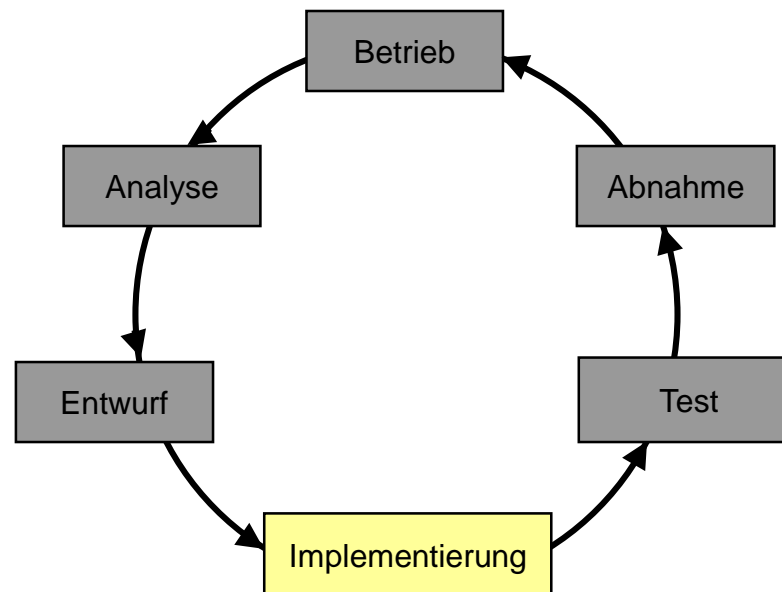 Betrieb
Analyse
Abnahme
Entwurf
Test
Implementierung